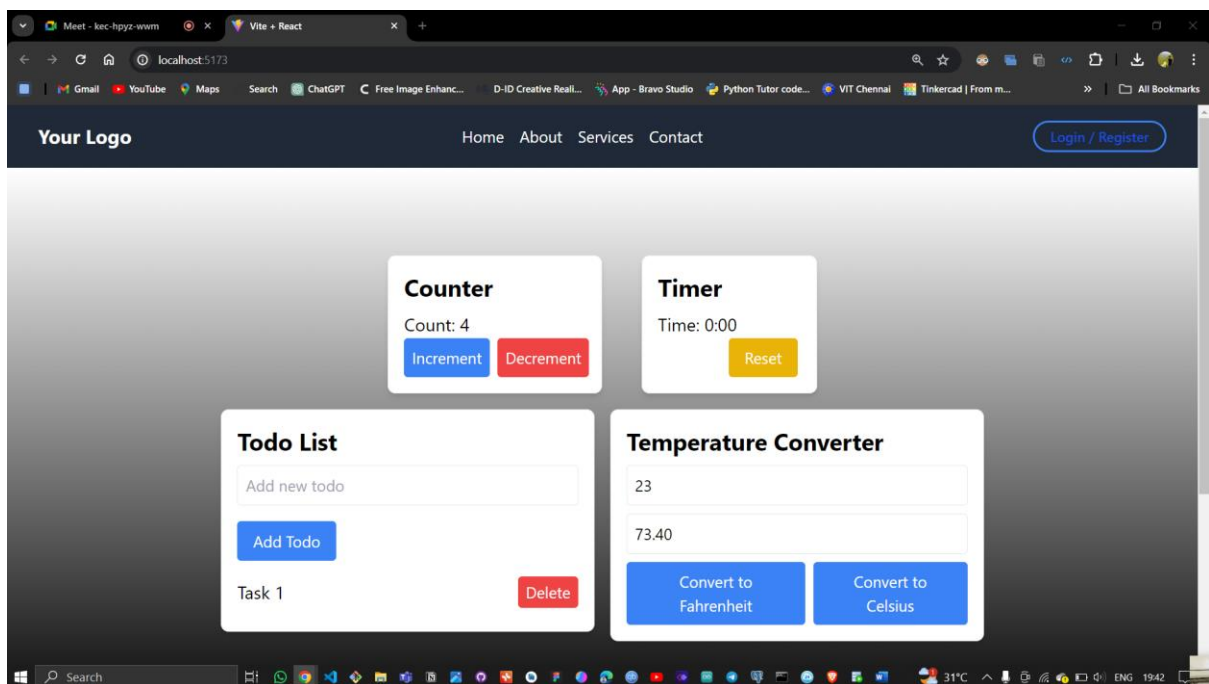 Meet - kec-hpyz-wwm
Vite + React
localhost:5173
Gmail YouTube Maps Search ChatGPT Free Image Enhanc... D-ID Creative Reali... App - Bravo Studio Python Tutor code... VIT Chennai Tinkercad | From m... » All Bookmarks
Your Logo Home About Services Contact Login / Register
Counter
Count: 4
Increment Decrement
Timer
Time: 0:00
Reset
Todo List
Add new todo
Add Todo
Task 1 Delete
Temperature Converter
23
73.40
Convert to
Fahrenheit
Convert to
Celsius
Search 31°C ENG 1942